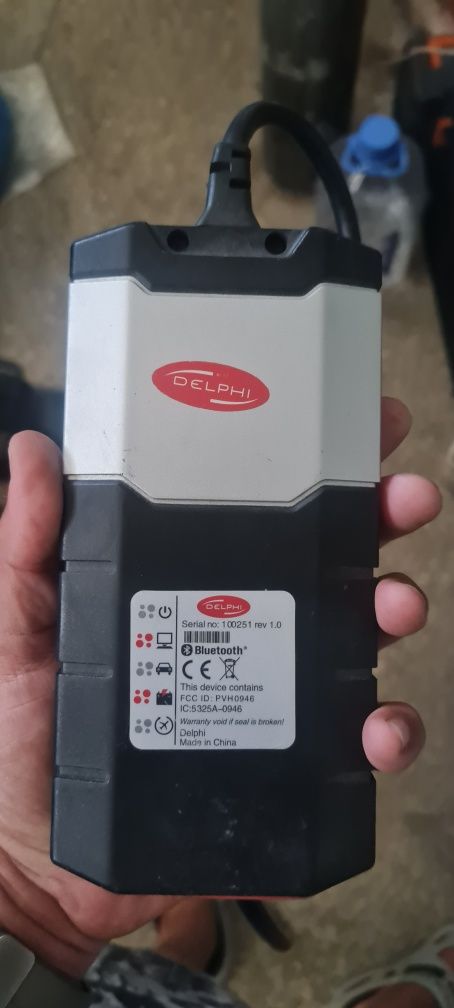 DELPHI
DELPHI
Serial no: 100251 rev 1.0
Bluetooth®
CE
This device contains
FCC ID: PVH0946
IC:5325A-0946
Warranty void if seal is broken!
Delphi
Made in China